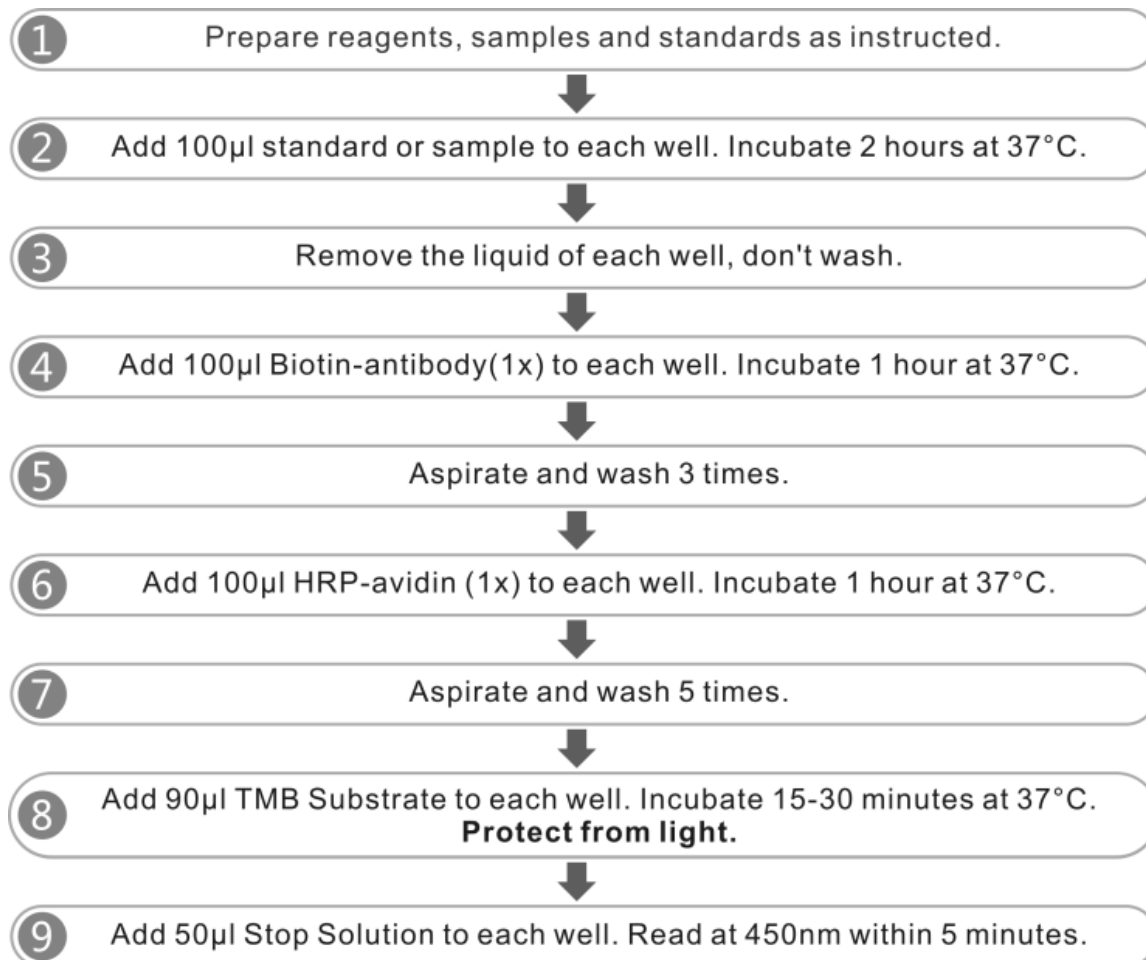 1 Prepare reagents, samples and standards as instructed.
2 Add 100μl standard or sample to each well. Incubate 2 hours at 37°C.
3 Remove the liquid of each well, don't wash.
4 Add 100μl Biotin-antibody(1x) to each well. Incubate 1 hour at 37°C.
5 Aspirate and wash 3 times.
6 Add 100μl HRP-avidin (1x) to each well. Incubate 1 hour at 37°C.
7 Aspirate and wash 5 times.
8 Add 90μl TMB Substrate to each well. Incubate 15-30 minutes at 37°C.
Protect from light.
9 Add 50μl Stop Solution to each well. Read at 450nm within 5 minutes.